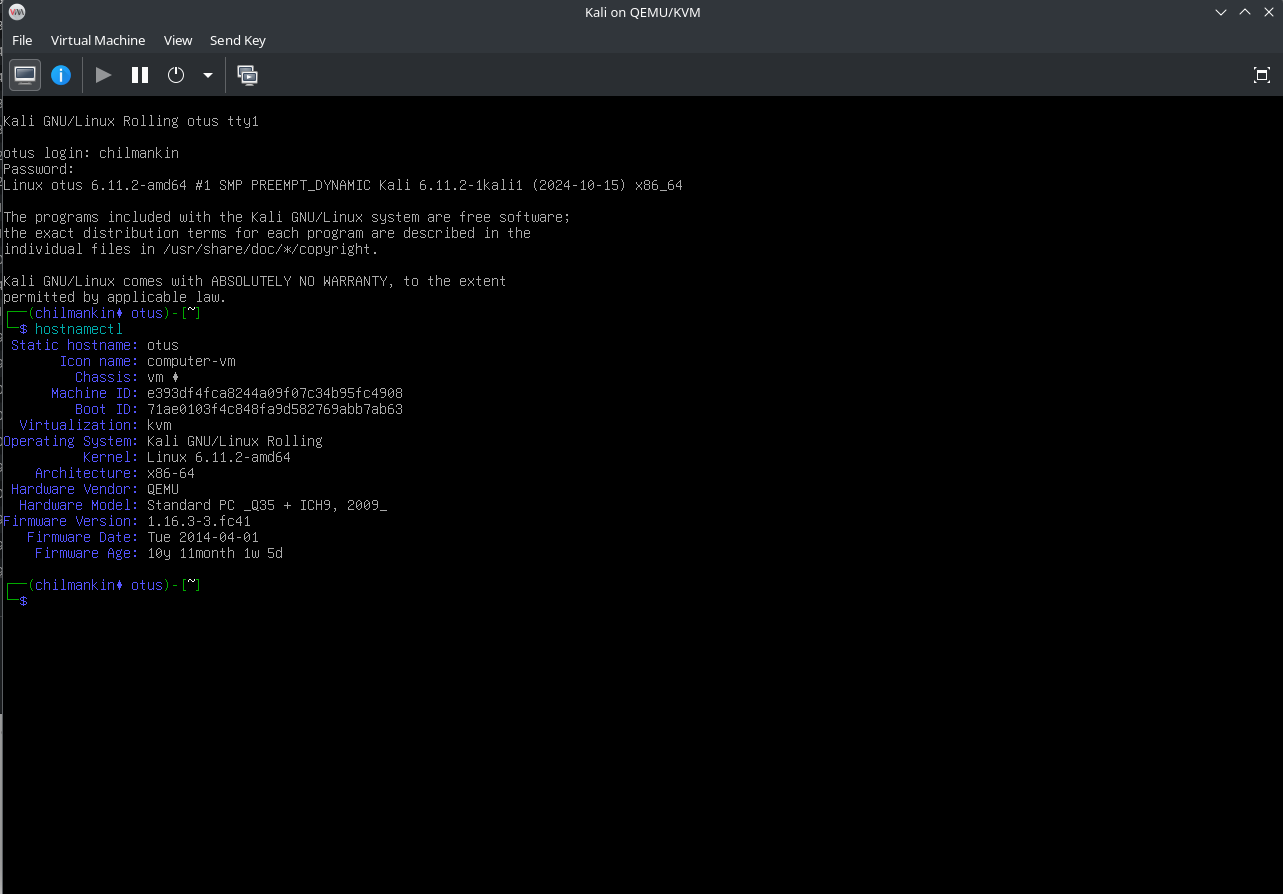 Kali on QEMU/KVM
File Virtual Machine View Send Key
Kali GNU/Linux Rolling otus tty1
otus login: chilmankin
Password:
Linux otus 6.11.2-amd64 #1 SMP PREEMPT_DYNAMIC Kali 6.11.2-1kali1 (2024-10-15) x86_64
The programs included with the Kali GNU/Linux system are free software;
the exact distribution terms for each program are described in the
individual files in /usr/share/doc/*/copyright.
Kali GNU/Linux comes with ABSOLUTELY NO WARRANTY, to the extent
permitted by applicable law.
┌──(chilmankin♦ otus)-[~]
└─$ hostnamectl
Static hostname: otus
Icon name: computer-vm
Chassis: vm ♦
Machine ID: e393df4fca8244a09f07c34b95fc4908
Boot ID: 71ae0103f4c848fa9d582769abb7ab63
Virtualization: kvm
Operating System: Kali GNU/Linux Rolling
Kernel: Linux 6.11.2-amd64
Architecture: x86-64
Hardware Vendor: QEMU
Hardware Model: Standard PC _Q35 + ICH9, 2009_
Firmware Version: 1.16.3-3.fc41
Firmware Date: Tue 2014-04-01
Firmware Age: 10y 11month 1w 5d
┌──(chilmankin♦ otus)-[~]
└─$